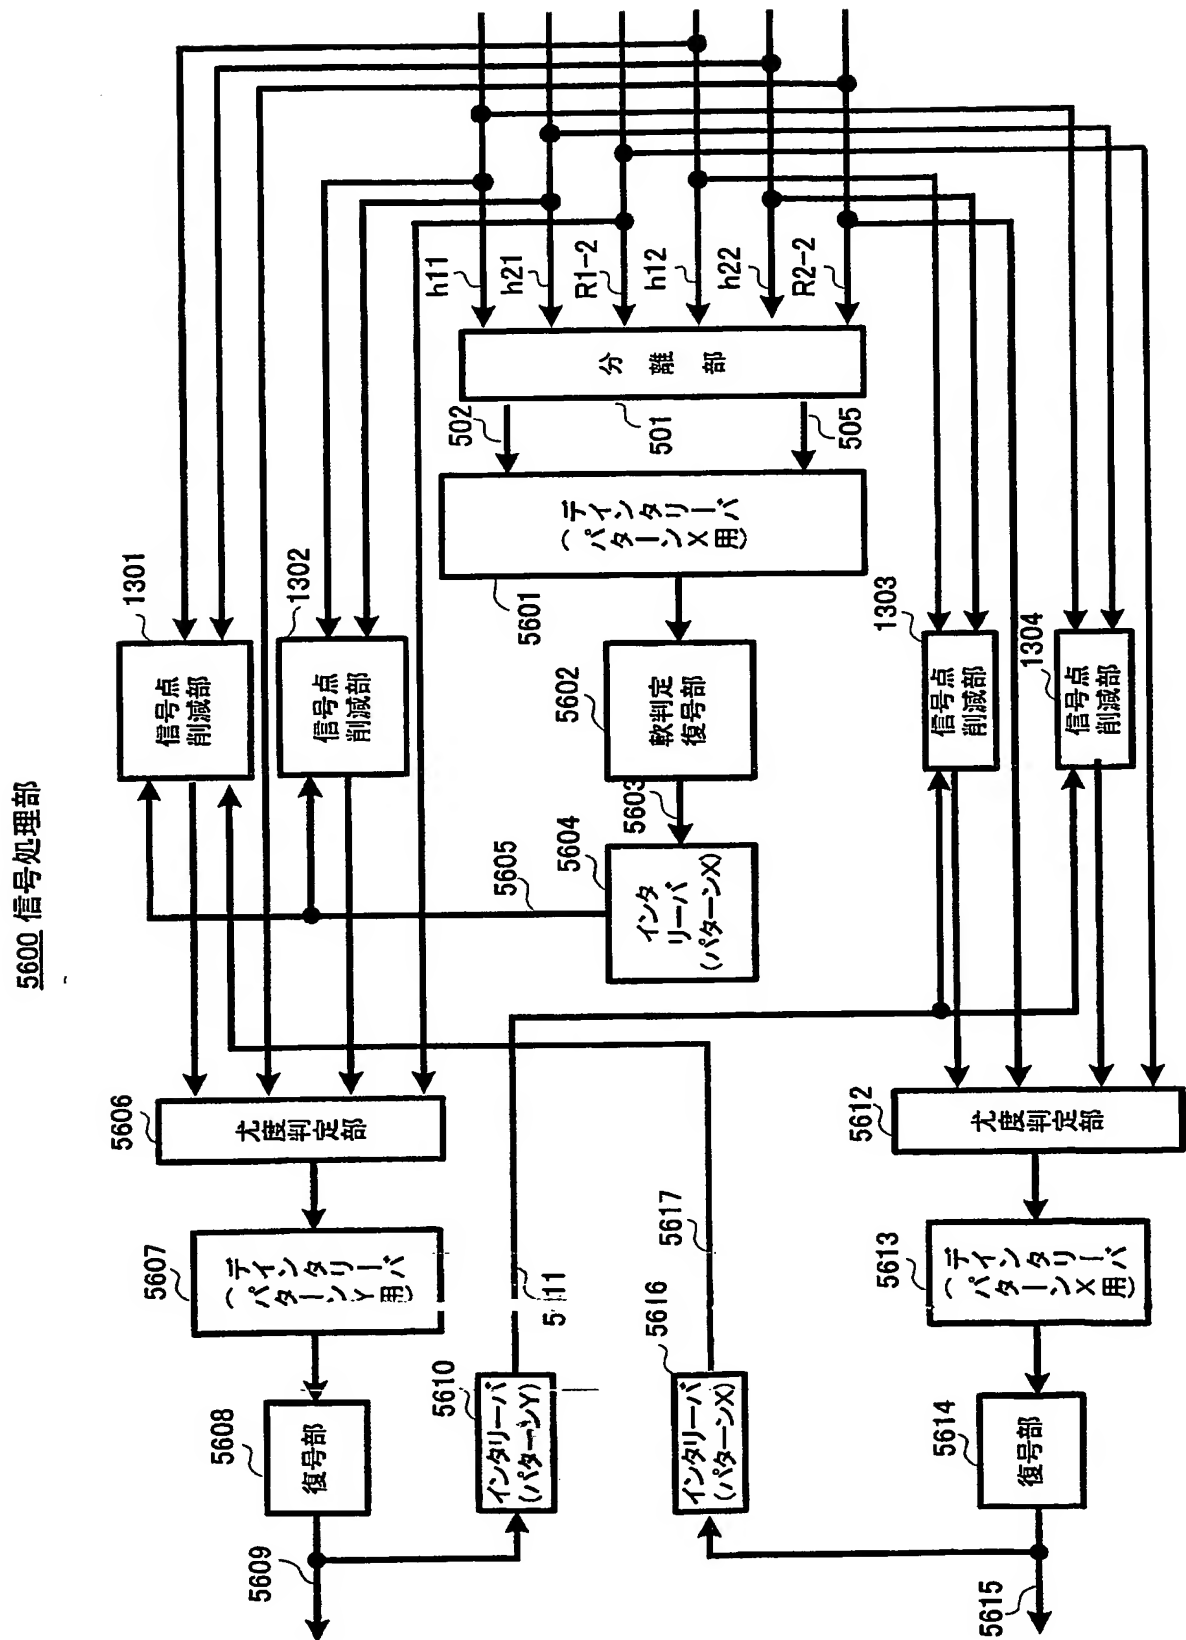 5600 信号処理部
h11
h21
R1-2
h12
h22
R2-2
分離部
501
502
505
デインタリーバ
(パターンX用)
5601
軟判定
復号部
5602
5603
インタ
リーバ
(パターンX)
5604
5605
信号点
削減部
1301
信号点
削減部
1302
信号点
削減部
1303
信号点
削減部
1304
尤度判定部
5606
デインタリーバ
(パターンY用)
5607
復号部
5608
5609
インタリーバ
(パターンY)
5610
尤度判定部
5612
デインタリーバ
(パターンX用)
5613
復号部
5614
5615
インタリーバ
(パターンX)
5616
5617